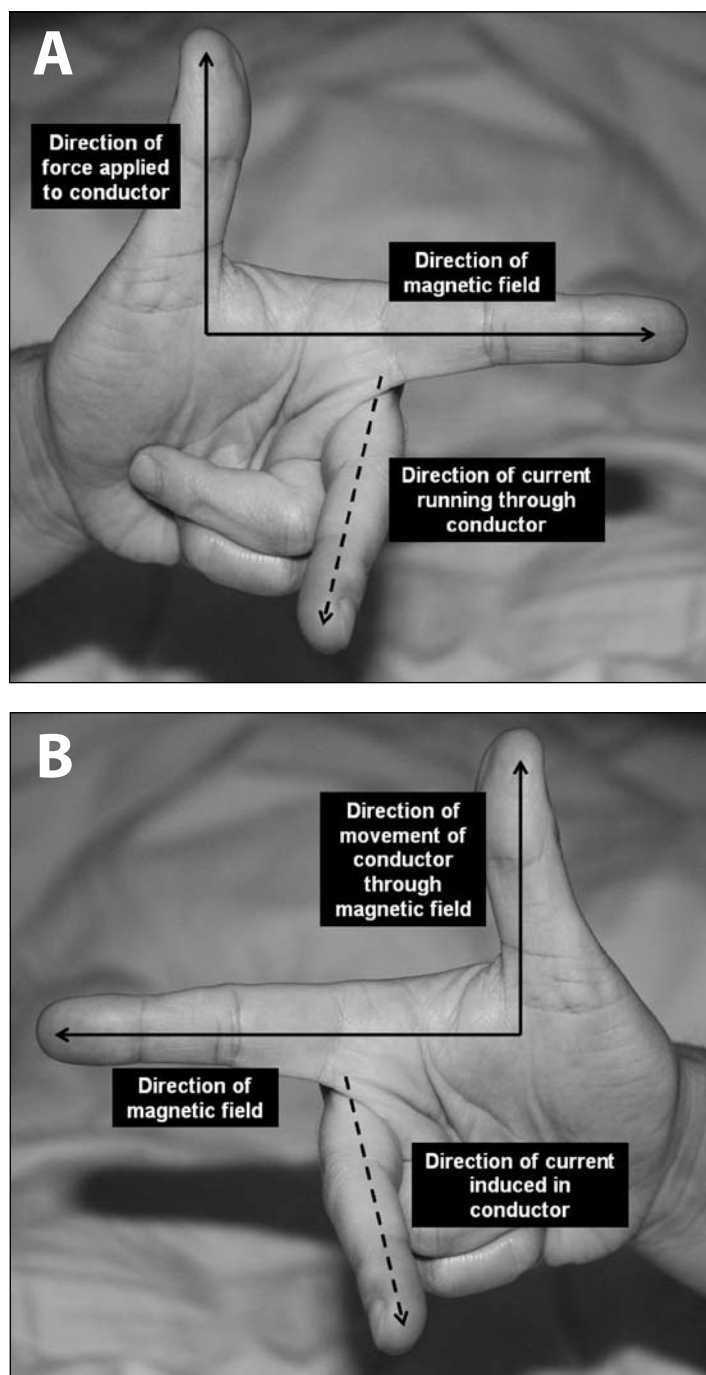 A
Direction of
force applied
to conductor
Direction of
magnetic field
Direction of current
running through
conductor
B
Direction of
movement of
conductor
through
magnetic field
Direction of
magnetic field
Direction of current
induced in
conductor